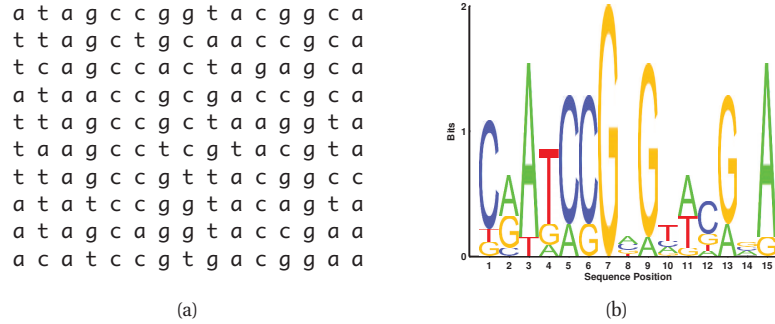 a t a g c c g g t a c g g c a
t t a g c t g c a a c c g c a
t c a g c c a c t a g a g c a
a t a a c c g c g a c c g c a
t t a g c c g c t a a g g t a
t a a g c c t c g t a c g t a
t t a g c c g t t a c g g c c
a t a t c c g g t a c a g t a
a t a g c a g g t a c c g a a
a c a t c c g t g a c g g a a
(a)
2
1
0
Bits
1 2 3 4 5 6 7 8 9 10 11 12 13 14 15
Sequence Position
(b)